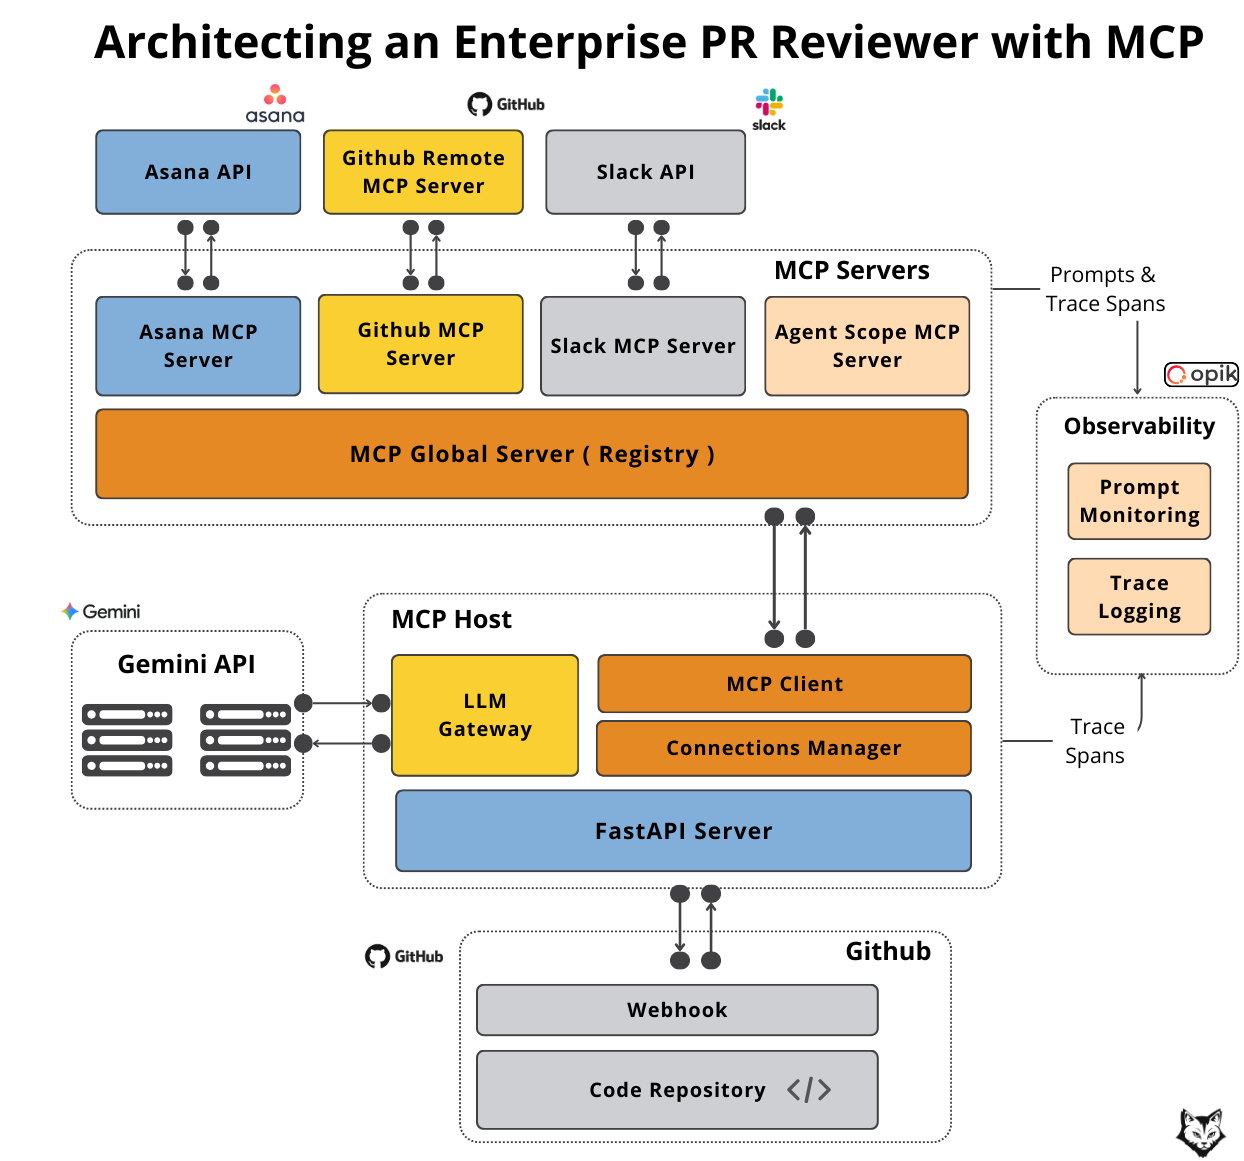 Architecting an Enterprise PR Reviewer with MCP
asana
GitHub
slack
Asana API
Github Remote
MCP Server
Slack API
MCP Servers
Prompts &
Trace Spans
Asana MCP
Server
Github MCP
Server
Slack MCP Server
Agent Scope MCP
Server
opik
MCP Global Server ( Registry )
Observability
Prompt
Monitoring
Trace
Logging
Gemini
Gemini API
MCP Host
LLM
Gateway
MCP Client
Connections Manager
FastAPI Server
Trace
Spans
GitHub
Github
Webhook
Code Repository </>